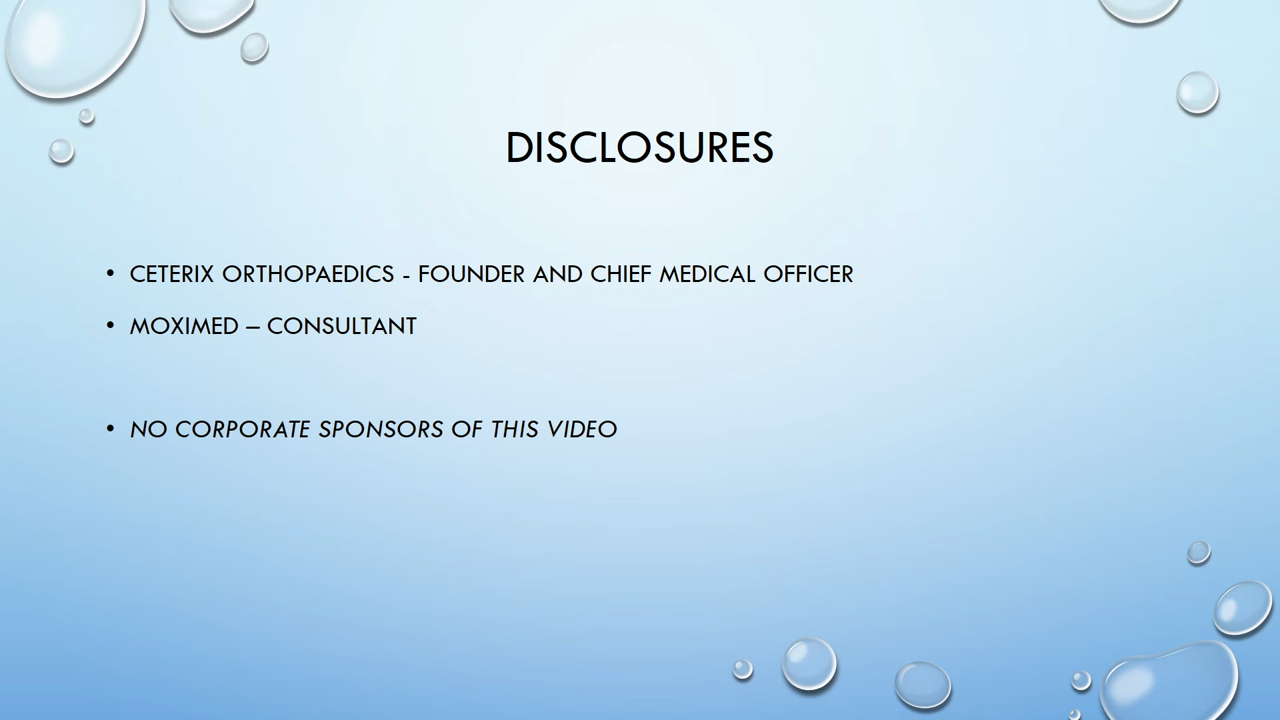 DISCLOSURES
• CETERIX ORTHOPAEDICS - FOUNDER AND CHIEF MEDICAL OFFICER
• MOXIMED – CONSULTANT
• NO CORPORATE SPONSORS OF THIS VIDEO